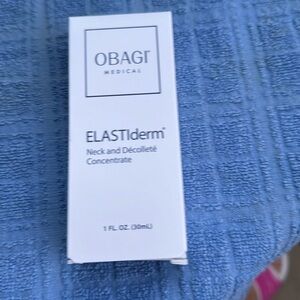 OBAGI
MEDICAL
ELASTIderm®
Neck and Décolleté
Concentrate
1 FL. OZ. (30mL)